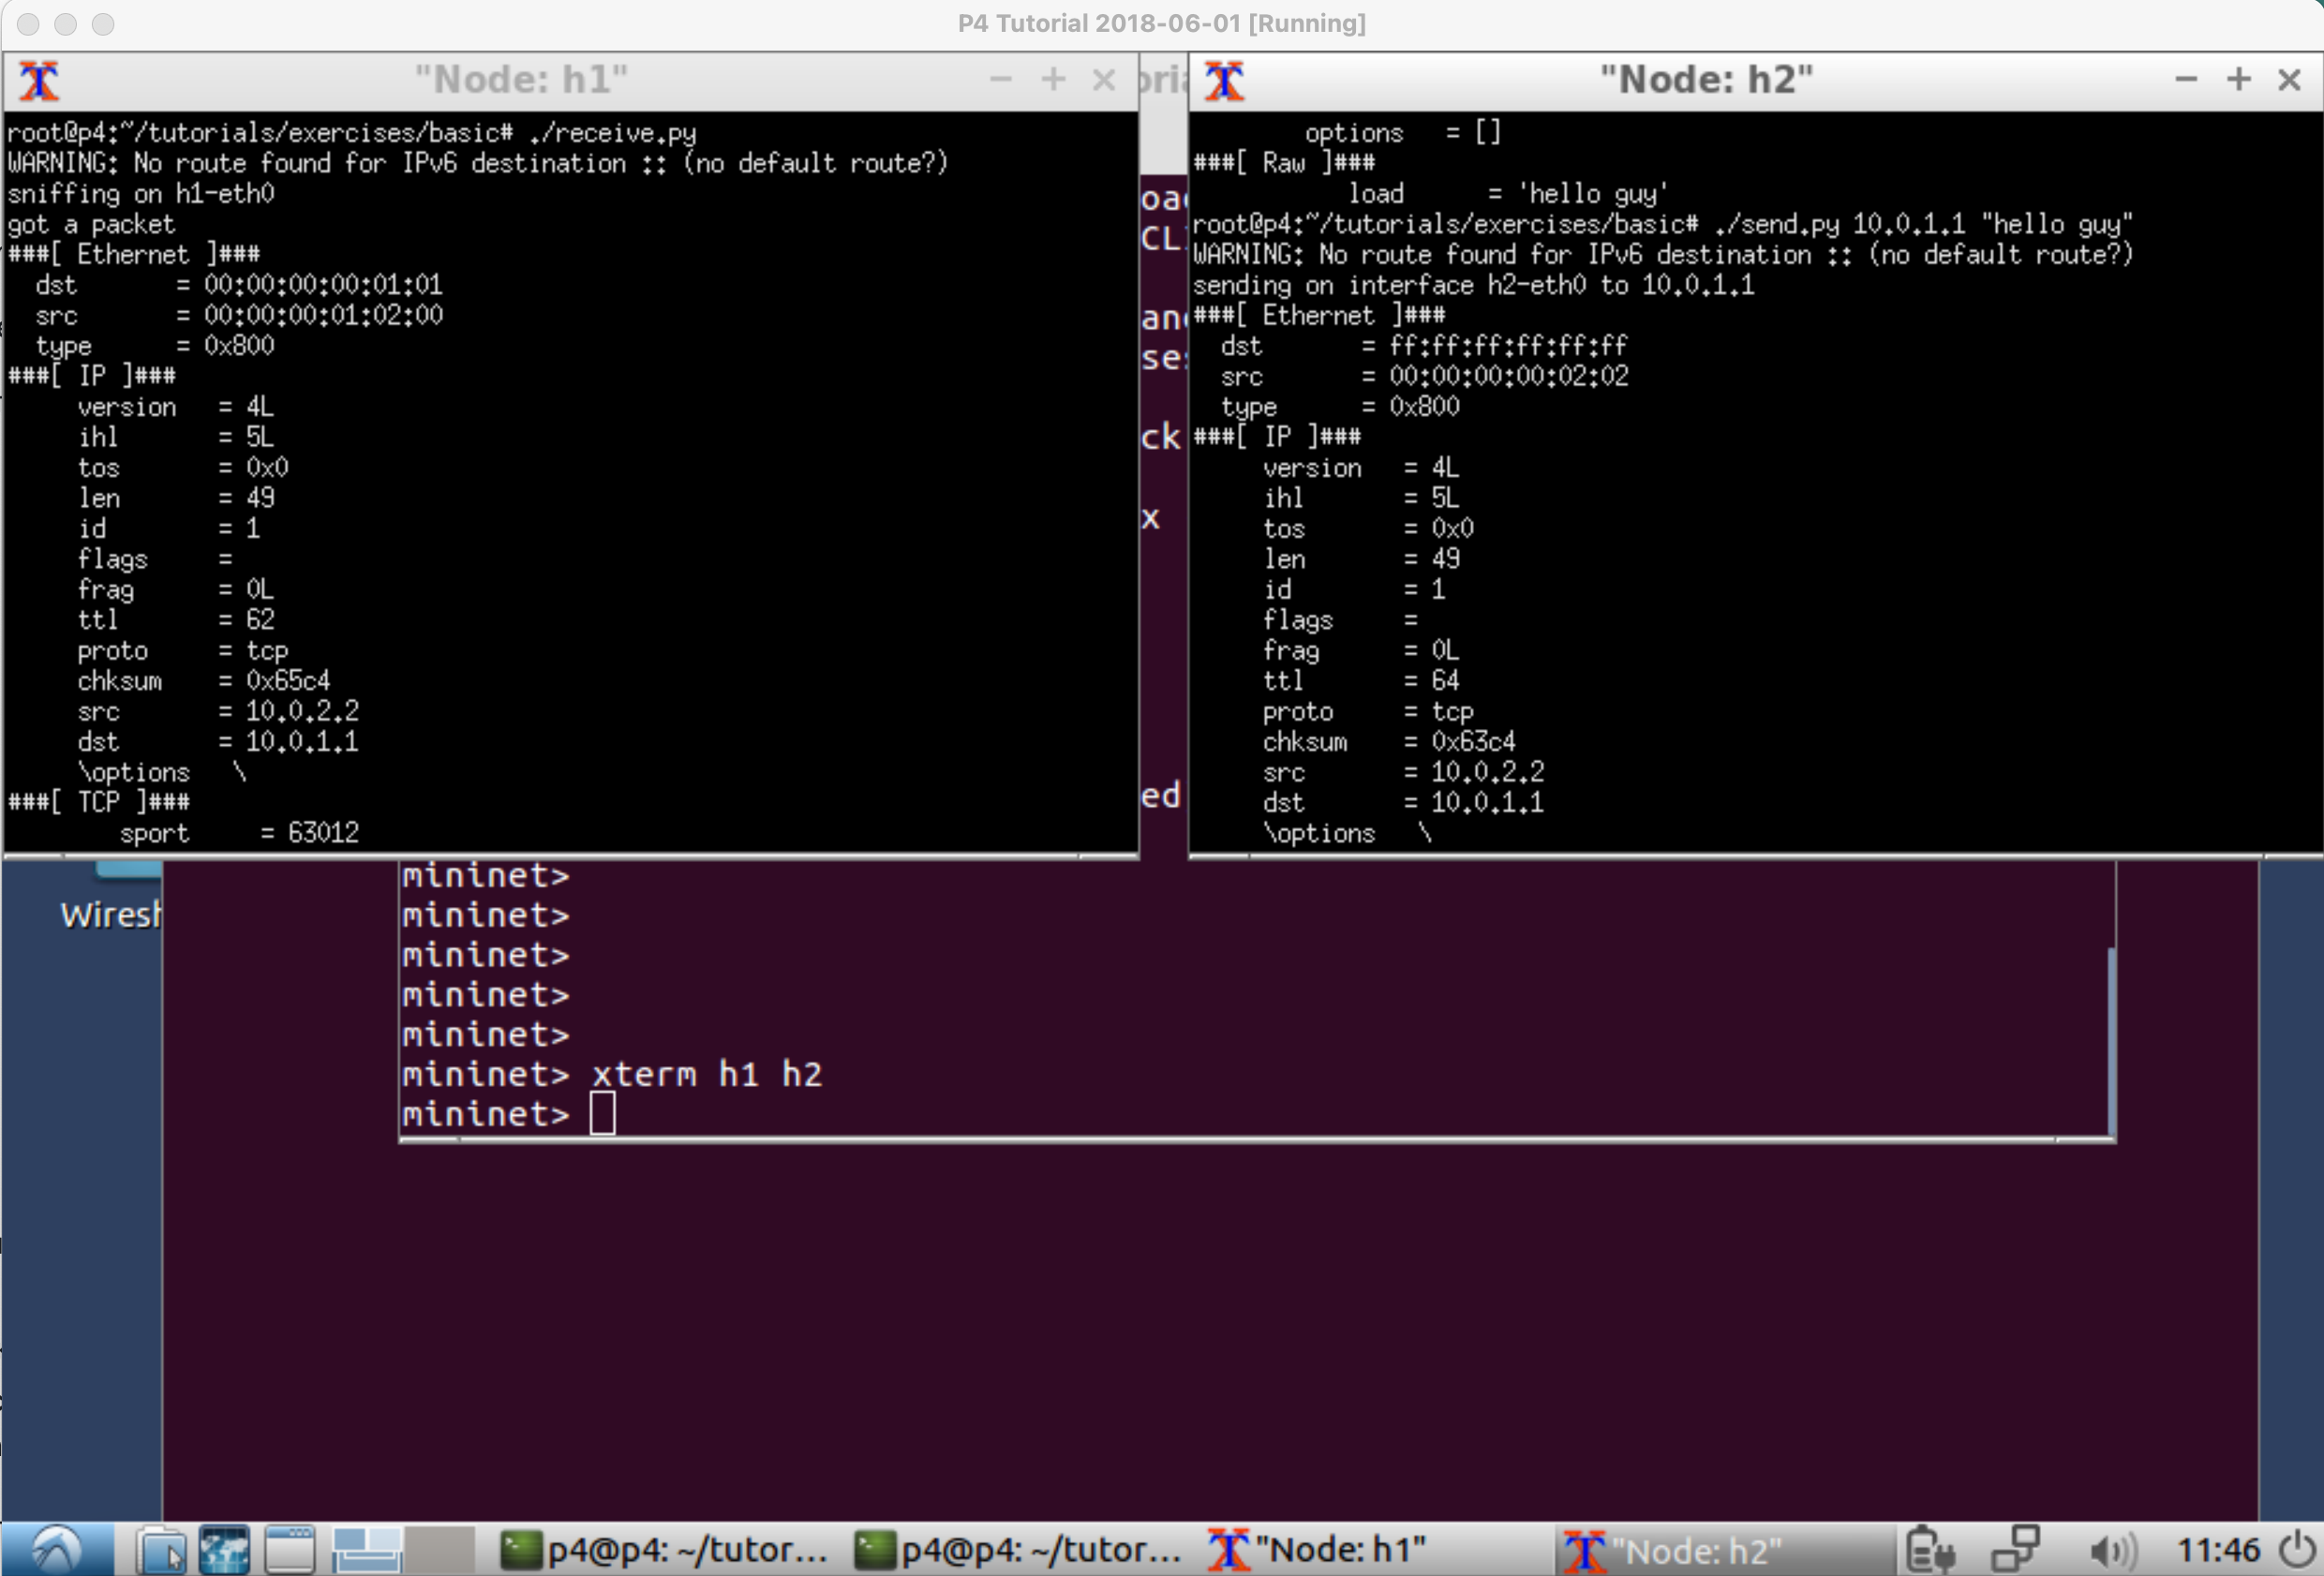 P4 Tutorial 2018-06-01 [Running]
"Node: h1"
root@p4:~/tutorials/exercises/basic# ./receive.py
WARNING: No route found for IPv6 destination :: (no default route?)
sniffing on h1-eth0
got a packet
###[ Ethernet ]###
dst = 00:00:00:00:01:01
src = 00:00:00:01:02:00
type = 0x800
###[ IP ]###
version = 4L
ihl = 5L
tos = 0x0
len = 49
id = 1
flags =
frag = 0L
ttl = 62
proto = tcp
chksum = 0x65c4
src = 10.0.2.2
dst = 10.0.1.1
\options \
###[ TCP ]###
sport = 63012
"Node: h2"
options = []
###[ Raw ]###
load = 'hello guy'
root@p4:~/tutorials/exercises/basic# ./send.py 10.0.1.1 "hello guy"
WARNING: No route found for IPv6 destination :: (no default route?)
sending on interface h2-eth0 to 10.0.1.1
###[ Ethernet ]###
dst = ff:ff:ff:ff:ff:ff
src = 00:00:00:00:02:02
type = 0x800
###[ IP ]###
version = 4L
ihl = 5L
tos = 0x0
len = 49
id = 1
flags =
frag = 0L
ttl = 64
proto = tcp
chksum = 0x63c4
src = 10.0.2.2
dst = 10.0.1.1
\options \
ck
x
ed
Wiresh
mininet>
mininet>
mininet>
mininet>
mininet>
mininet> xterm h1 h2
mininet>
p4@p4: ~/tutor...
p4@p4: ~/tutor...
"Node: h1"
"Node: h2"
11:46